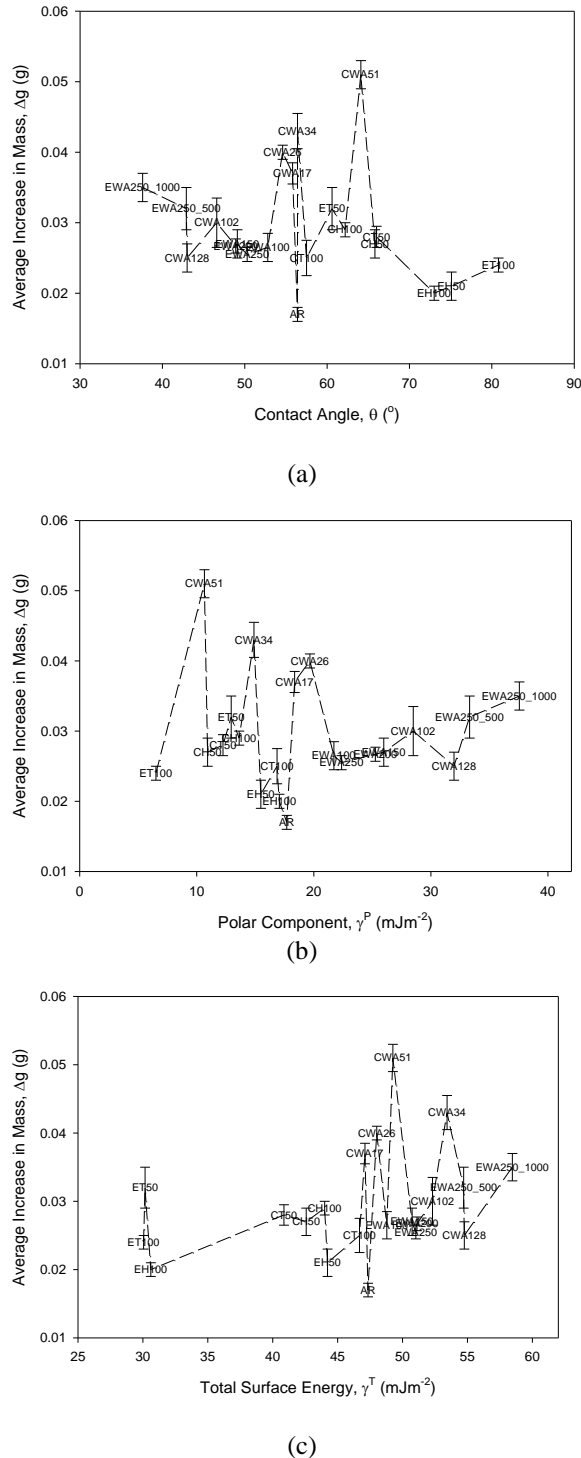 0.06
0.05
0.04
0.03
0.02
0.01
Average Increase in Mass, Δg (g)
EWA250_1000
EWA250_500
CWA128
CWA102
EWA250
EWA100
CWA26
CWA17
CWA34
AR
CT100
ET50
CH100
CWA51
CT50
CH50
EH100
EH50
ET100
30 40 50 60 70 80 90
Contact Angle, θ (º)
(a)
0.06
0.05
0.04
0.03
0.02
0.01
Average Increase in Mass, Δg (g)
ET100
CWA51
CH50
CT50
ET50
CH100
CWA34
EH50
CT100
EH100
AR
CWA17
CWA26
EWA100
EWA250
EWA200
EWA150
CWA102
CWA128
EWA250_500
EWA250_1000
0 10 20 30 40
Polar Component, γᴾ (mJm⁻²)
(b)
0.06
0.05
0.04
0.03
0.02
0.01
Average Increase in Mass, Δg (g)
ET50
ET100
EH100
CT50
CH50
CH100
EH50
CT100
CWA17
AR
CWA26
CWA51
EWA250
CWA102
CWA34
EWA250_500
CWA128
EWA250_1000
25 30 35 40 45 50 55 60
Total Surface Energy, γᵀ (mJm⁻²)
(c)